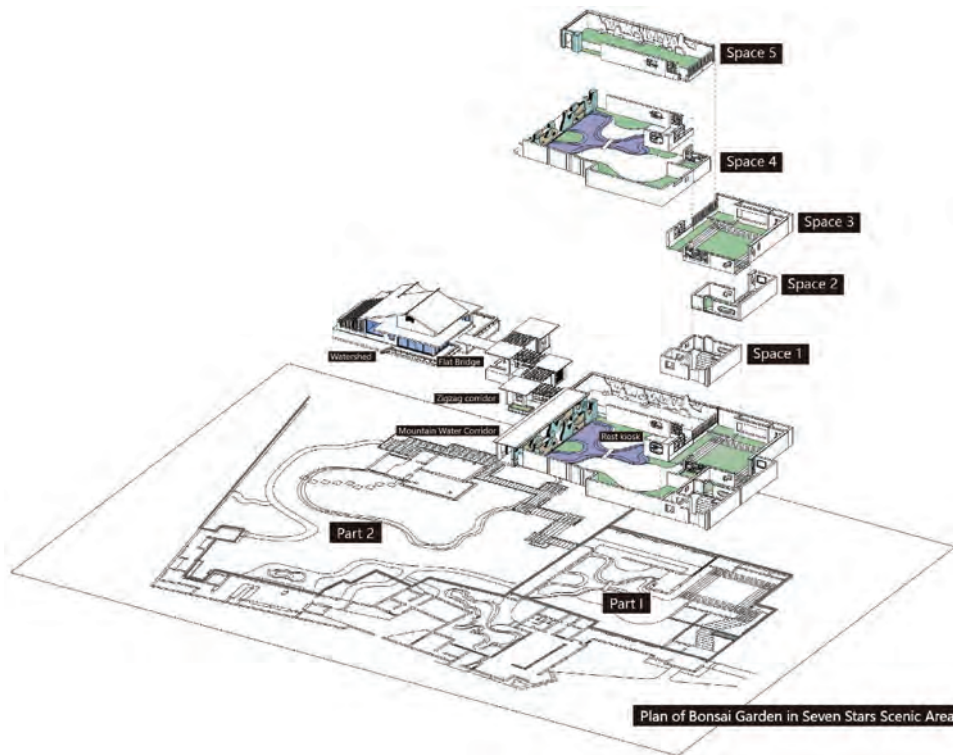 Space 5
Space 4
Space 3
Space 2
Space 1
Watershed
Flat Bridge
Zigzag corridor
Mountain Water Corridor
Rest kiosk
Part 2
Part I
Plan of Bonsai Garden in Seven Stars Scenic Area